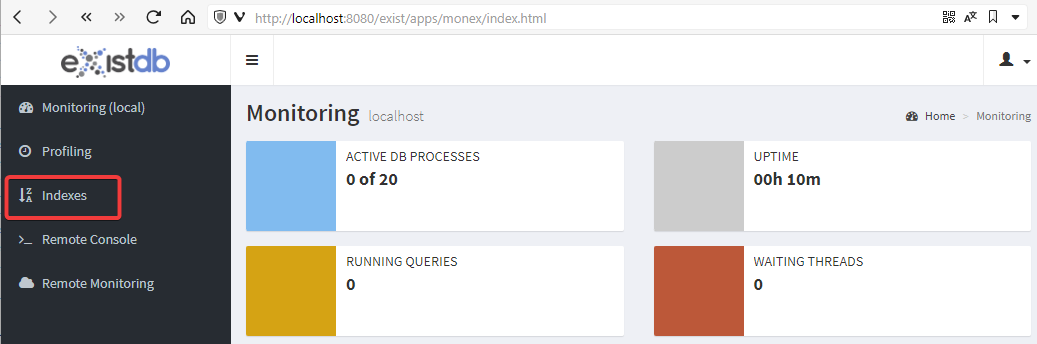 http://localhost:8080/exist/apps/monex/index.html
existdb
Monitoring (local)
Profiling
Indexes
Remote Console
Remote Monitoring
Monitoring localhost
Home > Monitoring
ACTIVE DB PROCESSES
0 of 20
UPTIME
00h 10m
RUNNING QUERIES
0
WAITING THREADS
0